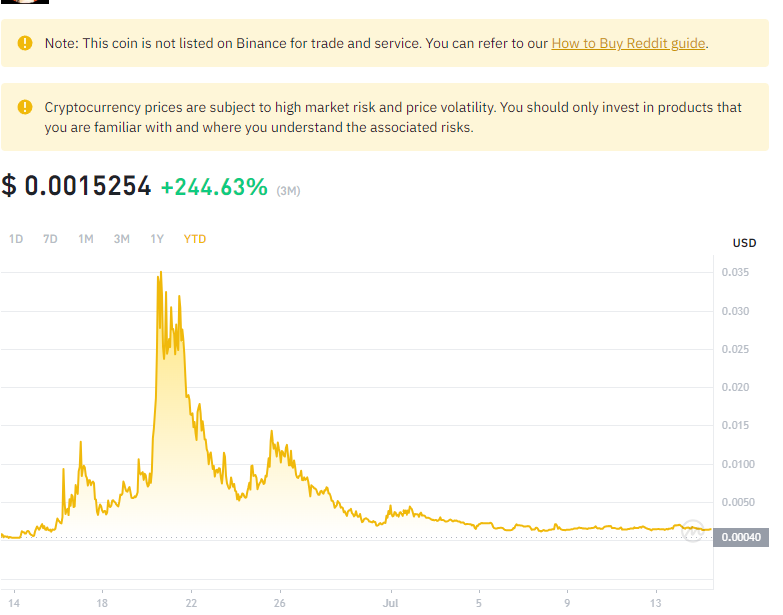 Note: This coin is not listed on Binance for trade and service. You can refer to our How to Buy Reddit guide.
Cryptocurrency prices are subject to high market risk and price volatility. You should only invest in products that
you are familiar with and where you understand the associated risks.
$ 0.0015254 +244.63% (3M)
1D 7D 1M 3M 1Y YTD
USD
0.035
0.030
0.025
0.020
0.015
0.0100
0.0050
0.00040
14 18 22 26 Jul 5 9 13